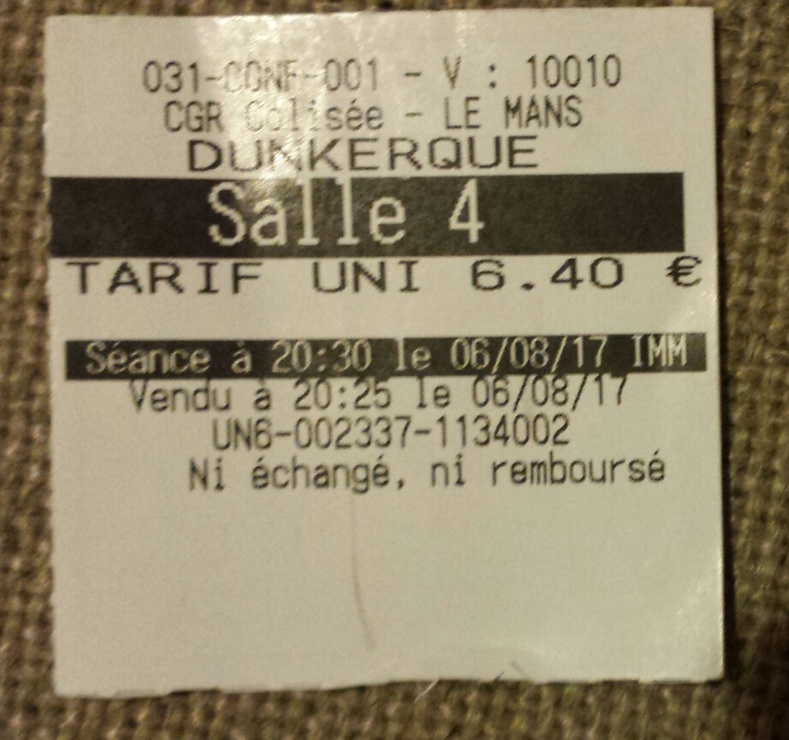 031-CONF-001 - V : 10010
CGR Colisée - LE MANS
DUNKERQUE
Salle 4
TARIF UNI 6.40 €
Séance à 20:30 le 06/08/17 IMM
Vendu à 20:25 le 06/08/17
UN6-002337-1134002
Ni échangé, ni remboursé